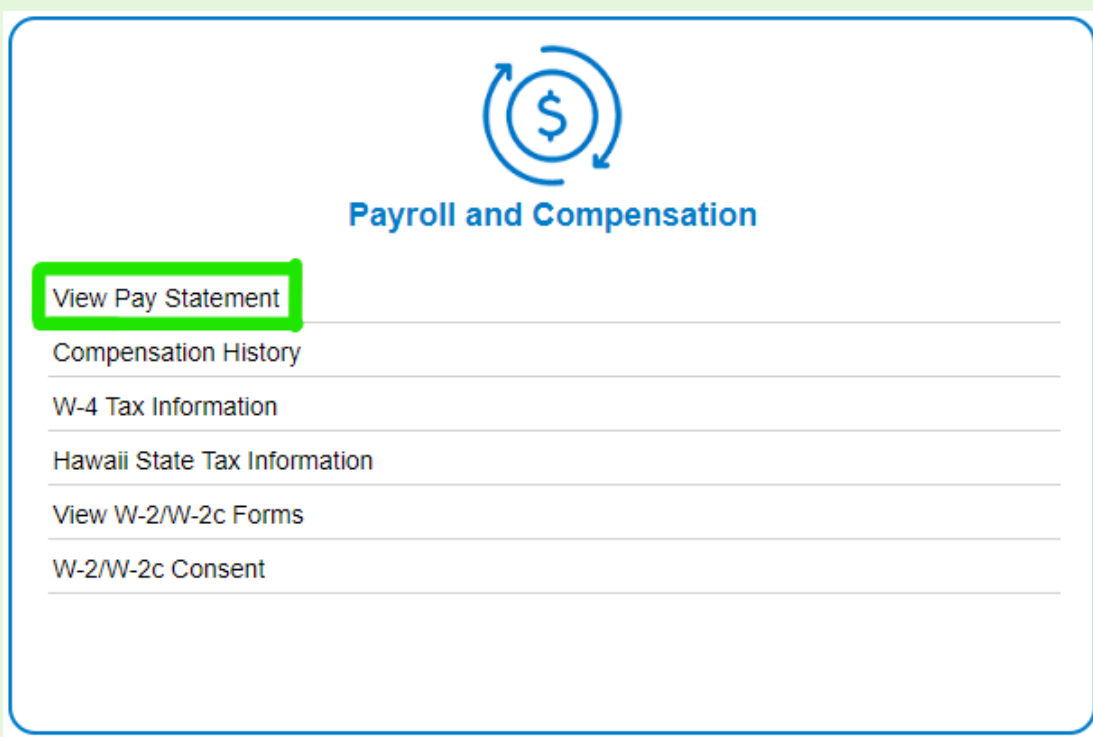 $
Payroll and Compensation
View Pay Statement
Compensation History
W-4 Tax Information
Hawaii State Tax Information
View W-2/W-2c Forms
W-2/W-2c Consent